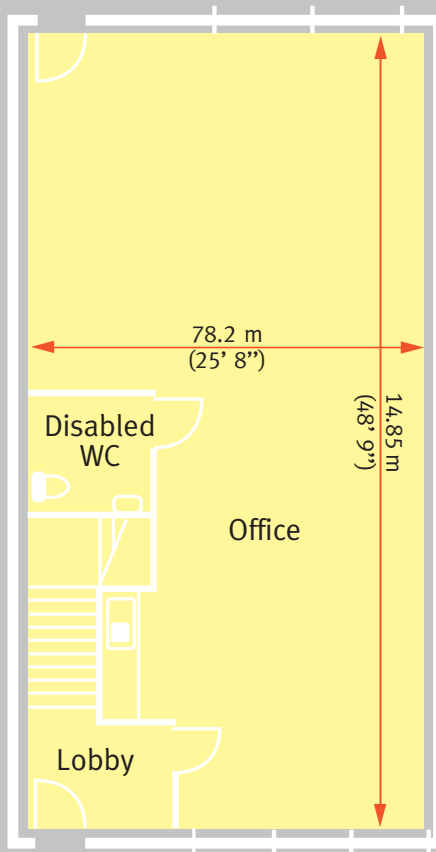 78.2 m
(25’ 8”)
14.85 m
(48’ 9”)
Disabled
WC
Office
Lobby